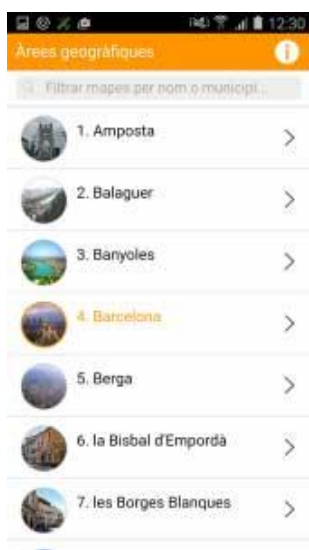 12:30
Àrees geogràfiques
Filtrar mapes per nom o municipi...
1. Amposta
2. Balaguer
3. Banyoles
4. Barcelona
5. Berga
6. la Bisbal d'Empordà
7. les Borges Blanques